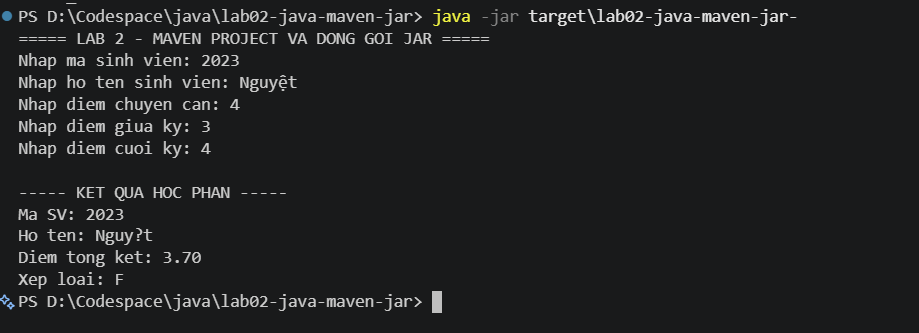 PS D:\Codespace\java\lab02-java-maven-jar> java -jar target\lab02-java-maven-jar-
===== LAB 2 - MAVEN PROJECT VA DONG GOI JAR =====
Nhap ma sinh vien: 2023
Nhap ho ten sinh vien: Nguyệt
Nhap diem chuyen can: 4
Nhap diem giua ky: 3
Nhap diem cuoi ky: 4
----- KET QUA HOC PHAN -----
Ma SV: 2023
Ho ten: Nguy?t
Diem tong ket: 3.70
Xep loai: F
PS D:\Codespace\java\lab02-java-maven-jar>